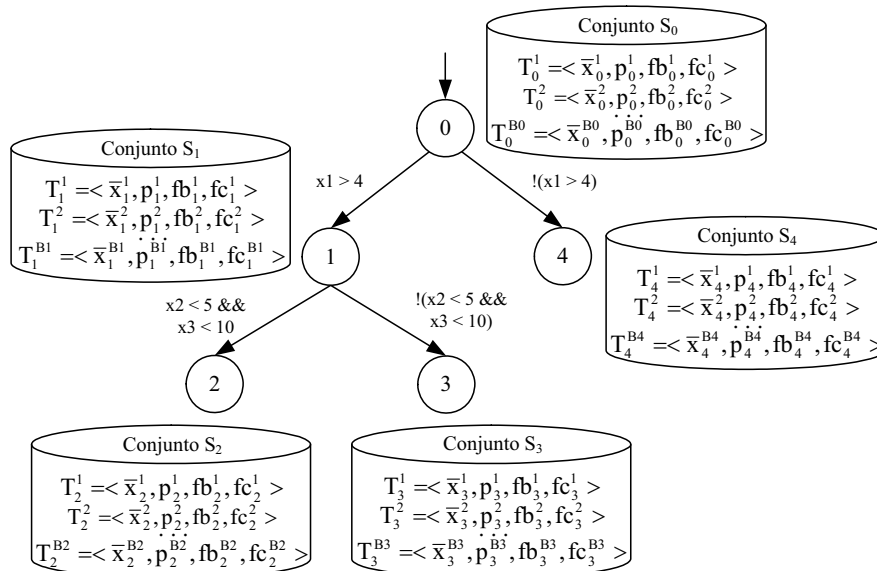 Conjunto S₀
T₀¹ =< x̄₀¹, p₀¹, fb₀¹, fc₀¹ >
T₀² =< x̄₀², p₀², fb₀², fc₀² >
...
T₀ᴮ⁰ =< x̄₀ᴮ⁰, p₀ᴮ⁰, fb₀ᴮ⁰, fc₀ᴮ⁰ >
0
x1 > 4
!(x1 > 4)
Conjunto S₁
T₁¹ =< x̄₁¹, p₁¹, fb₁¹, fc₁¹ >
T₁² =< x̄₁², p₁², fb₁², fc₁² >
...
T₁ᴮ¹ =< x̄₁ᴮ¹, p₁ᴮ¹, fb₁ᴮ¹, fc₁ᴮ¹ >
1
4
Conjunto S₄
T₄¹ =< x̄₄¹, p₄¹, fb₄¹, fc₄¹ >
T₄² =< x̄₄², p₄², fb₄², fc₄² >
...
T₄ᴮ⁴ =< x̄₄ᴮ⁴, p₄ᴮ⁴, fb₄ᴮ⁴, fc₄ᴮ⁴ >
x2 < 5 &&
x3 < 10
!(x2 < 5 &&
x3 < 10)
2
3
Conjunto S₂
T₂¹ =< x̄₂¹, p₂¹, fb₂¹, fc₂¹ >
T₂² =< x̄₂², p₂², fb₂², fc₂² >
...
T₂ᴮ² =< x̄₂ᴮ², p₂ᴮ², fb₂ᴮ², fc₂ᴮ² >
Conjunto S₃
T₃¹ =< x̄₃¹, p₃¹, fb₃¹, fc₃¹ >
T₃² =< x̄₃², p₃², fb₃², fc₃² >
...
T₃ᴮ³ =< x̄₃ᴮ³, p₃ᴮ³, fb₃ᴮ³, fc₃ᴮ³ >